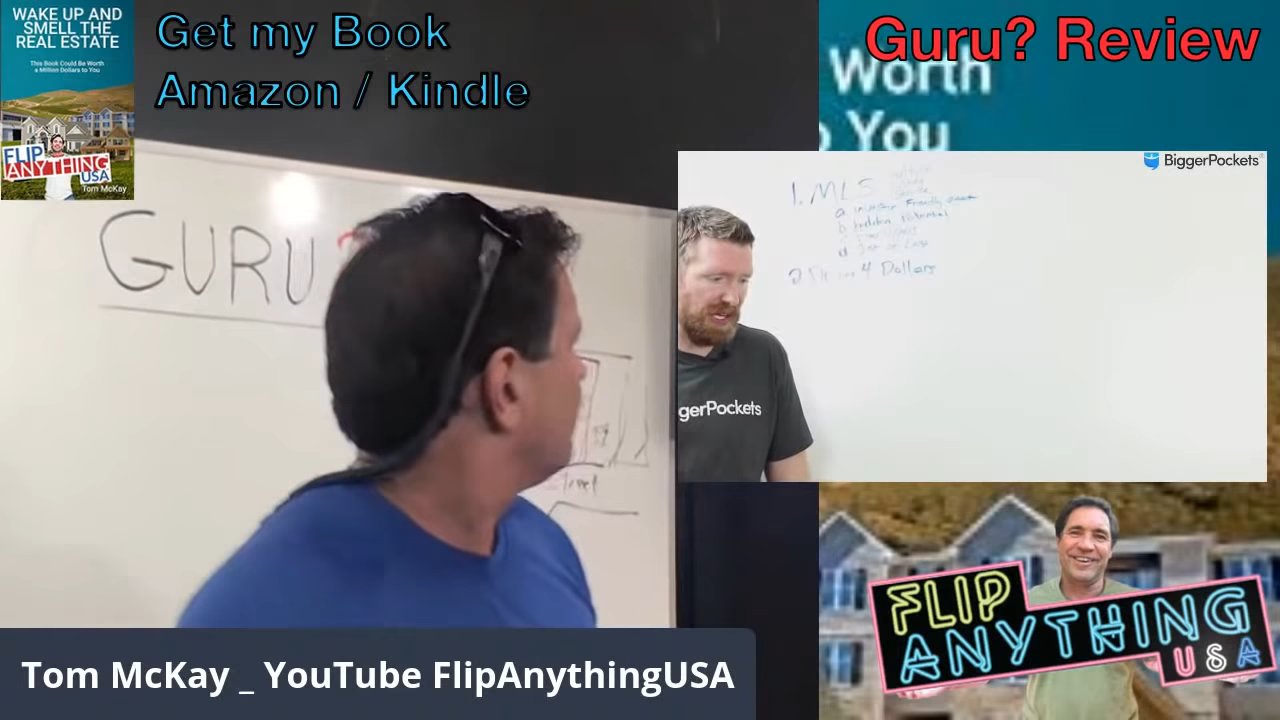 WAKE UP AND
SMELL THE
REAL ESTATE
This Book Could Be Worth
a Million Dollars to You
FLIP
ANYTHING
USA
Tom McKay
Get my Book
Amazon / Kindle
Guru? Review
Worth
You
GURU
BiggerPockets
1. MLS
a
b
d
2. 4 Dollars
gerPockets
FLIP
ANYTHING
USA
Tom McKay _ YouTube FlipAnythingUSA